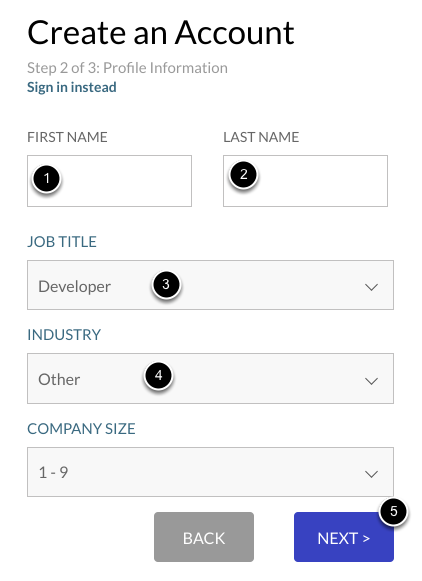 Create an Account
Step 2 of 3: Profile Information
Sign in instead
FIRST NAME LAST NAME
1 2
JOB TITLE
Developer 3
INDUSTRY
Other 4
COMPANY SIZE
1 - 9
5
BACK NEXT >